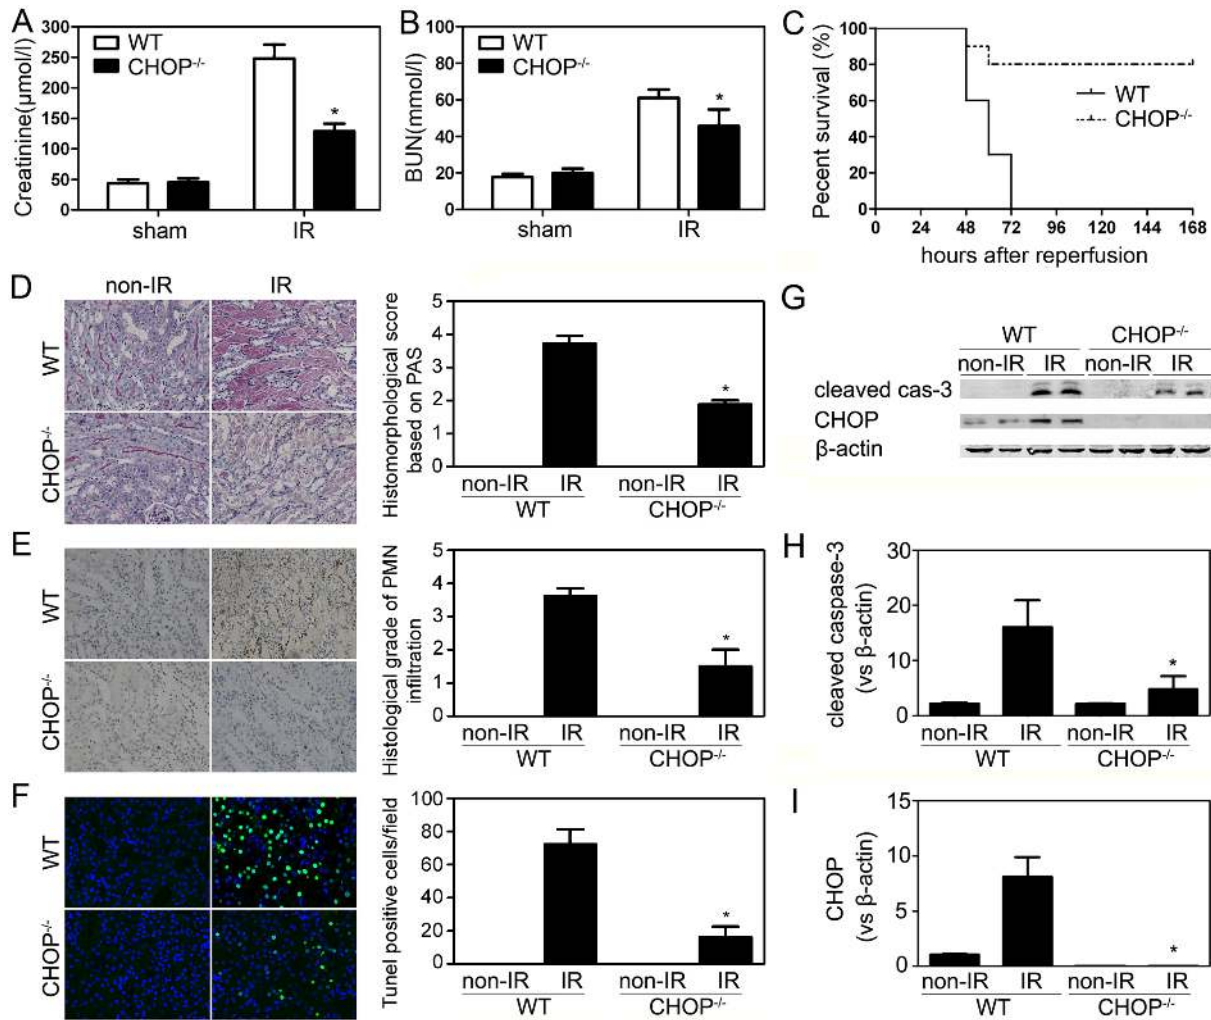 A
Creatinine(μmol/l)
300
250
200
150
100
50
0
WT
CHOP-/-
*
sham
IR
B
BUN(mmol/l)
100
80
60
40
20
0
WT
CHOP-/-
*
sham
IR
C
Pecent survival (%)
100
80
60
40
20
0
WT
CHOP-/-
0 24 48 72 96 120 144 168
hours after reperfusion
D
non-IR IR
WT
CHOP-/-
Histomorphological score
based on PAS
5
4
3
2
1
0
*
non-IR IR non-IR IR
WT CHOP-/-
E
WT
CHOP-/-
Histological grade of PMN
infiltration
5
4
3
2
1
0
*
non-IR IR non-IR IR
WT CHOP-/-
F
WT
CHOP-/-
Tunel positive cells/field
100
80
60
40
20
0
*
non-IR IR non-IR IR
WT CHOP-/-
G
WT CHOP-/-
non-IR IR non-IR IR
cleaved cas-3
CHOP
β-actin
H
cleaved caspase-3
(vs β-actin)
30
20
10
0
*
non-IR IR non-IR IR
WT CHOP-/-
I
CHOP
(vs β-actin)
15
10
5
0
*
non-IR IR non-IR IR
WT CHOP-/-